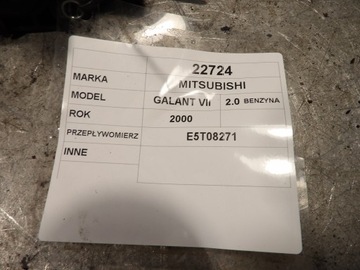 22724
MARKA MITSUBISHI
MODEL GALANT VII 2.0 BENZYNA
ROK 2000
PRZEPŁYWOMIERZ E5T08271
INNE